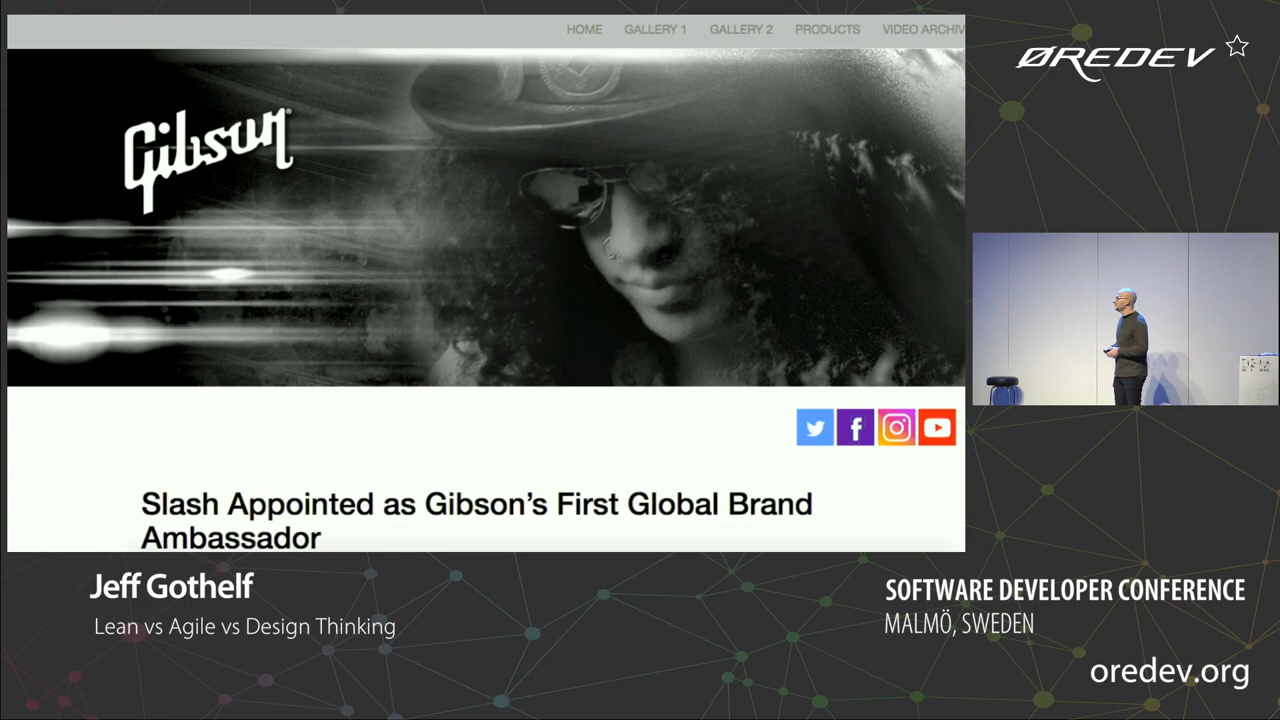 HOME GALLERY 1 GALLERY 2 PRODUCTS VIDEO ARCHIV
Gibson
ØREDEV
Slash Appointed as Gibson’s First Global Brand
Ambassador
Jeff Gothelf
Lean vs Agile vs Design Thinking
SOFTWARE DEVELOPER CONFERENCE
MALMÖ, SWEDEN
oredev.org